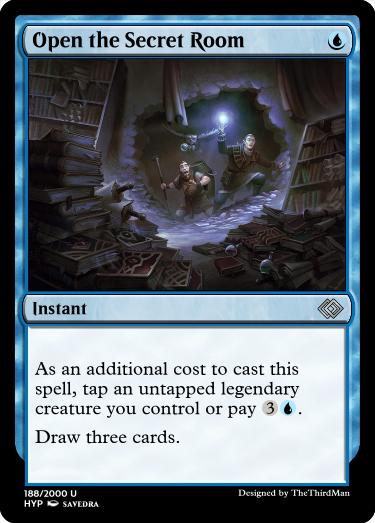 Open the Secret Room
Instant
As an additional cost to cast this
spell, tap an untapped legendary
creature you control or pay 3 .
Draw three cards.
188/2000 U
HYP SAVEDRA
Designed by TheThirdMan